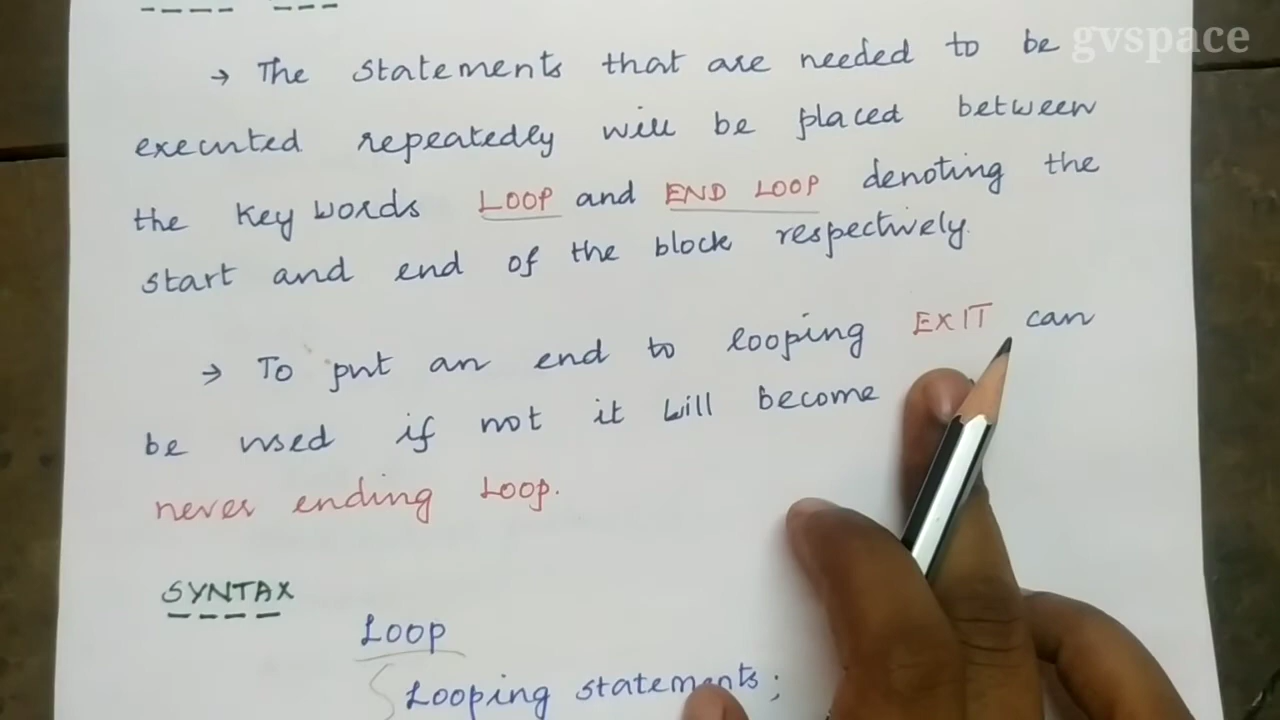 gvspace
→ The statements that are needed to be
executed repeatedly will be placed between
the key words LOOP and END LOOP denoting the
start and end of the block respectively.
→ To put an end to looping EXIT can
be used if not it will become
never ending Loop.
SYNTAX
Loop
Looping statements;